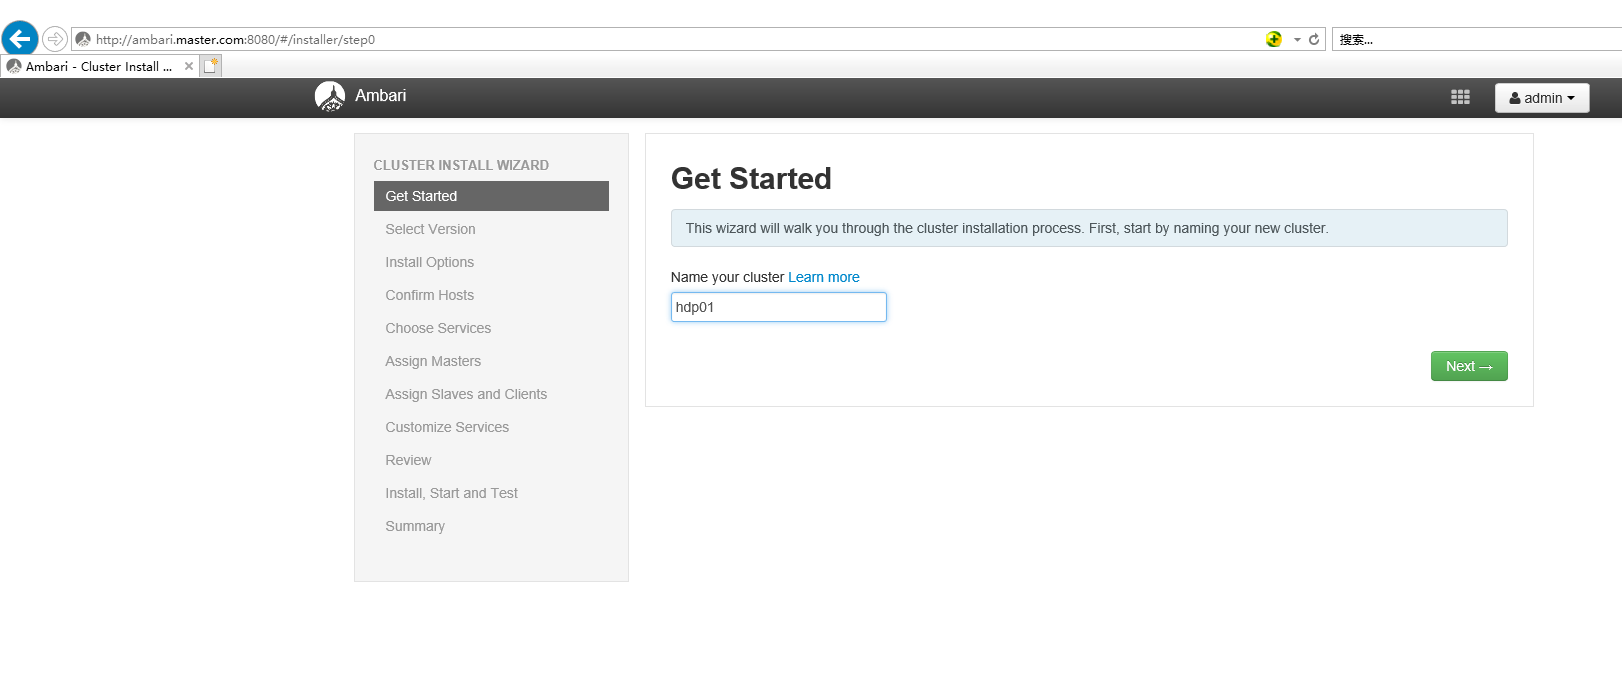 http://ambari.master.com:8080/#/installer/step0
搜索...
Ambari - Cluster Install ...
Ambari
admin
CLUSTER INSTALL WIZARD
Get Started
Select Version
Install Options
Confirm Hosts
Choose Services
Assign Masters
Assign Slaves and Clients
Customize Services
Review
Install, Start and Test
Summary
Get Started
This wizard will walk you through the cluster installation process. First, start by naming your new cluster.
Name your cluster Learn more
hdp01
Next →